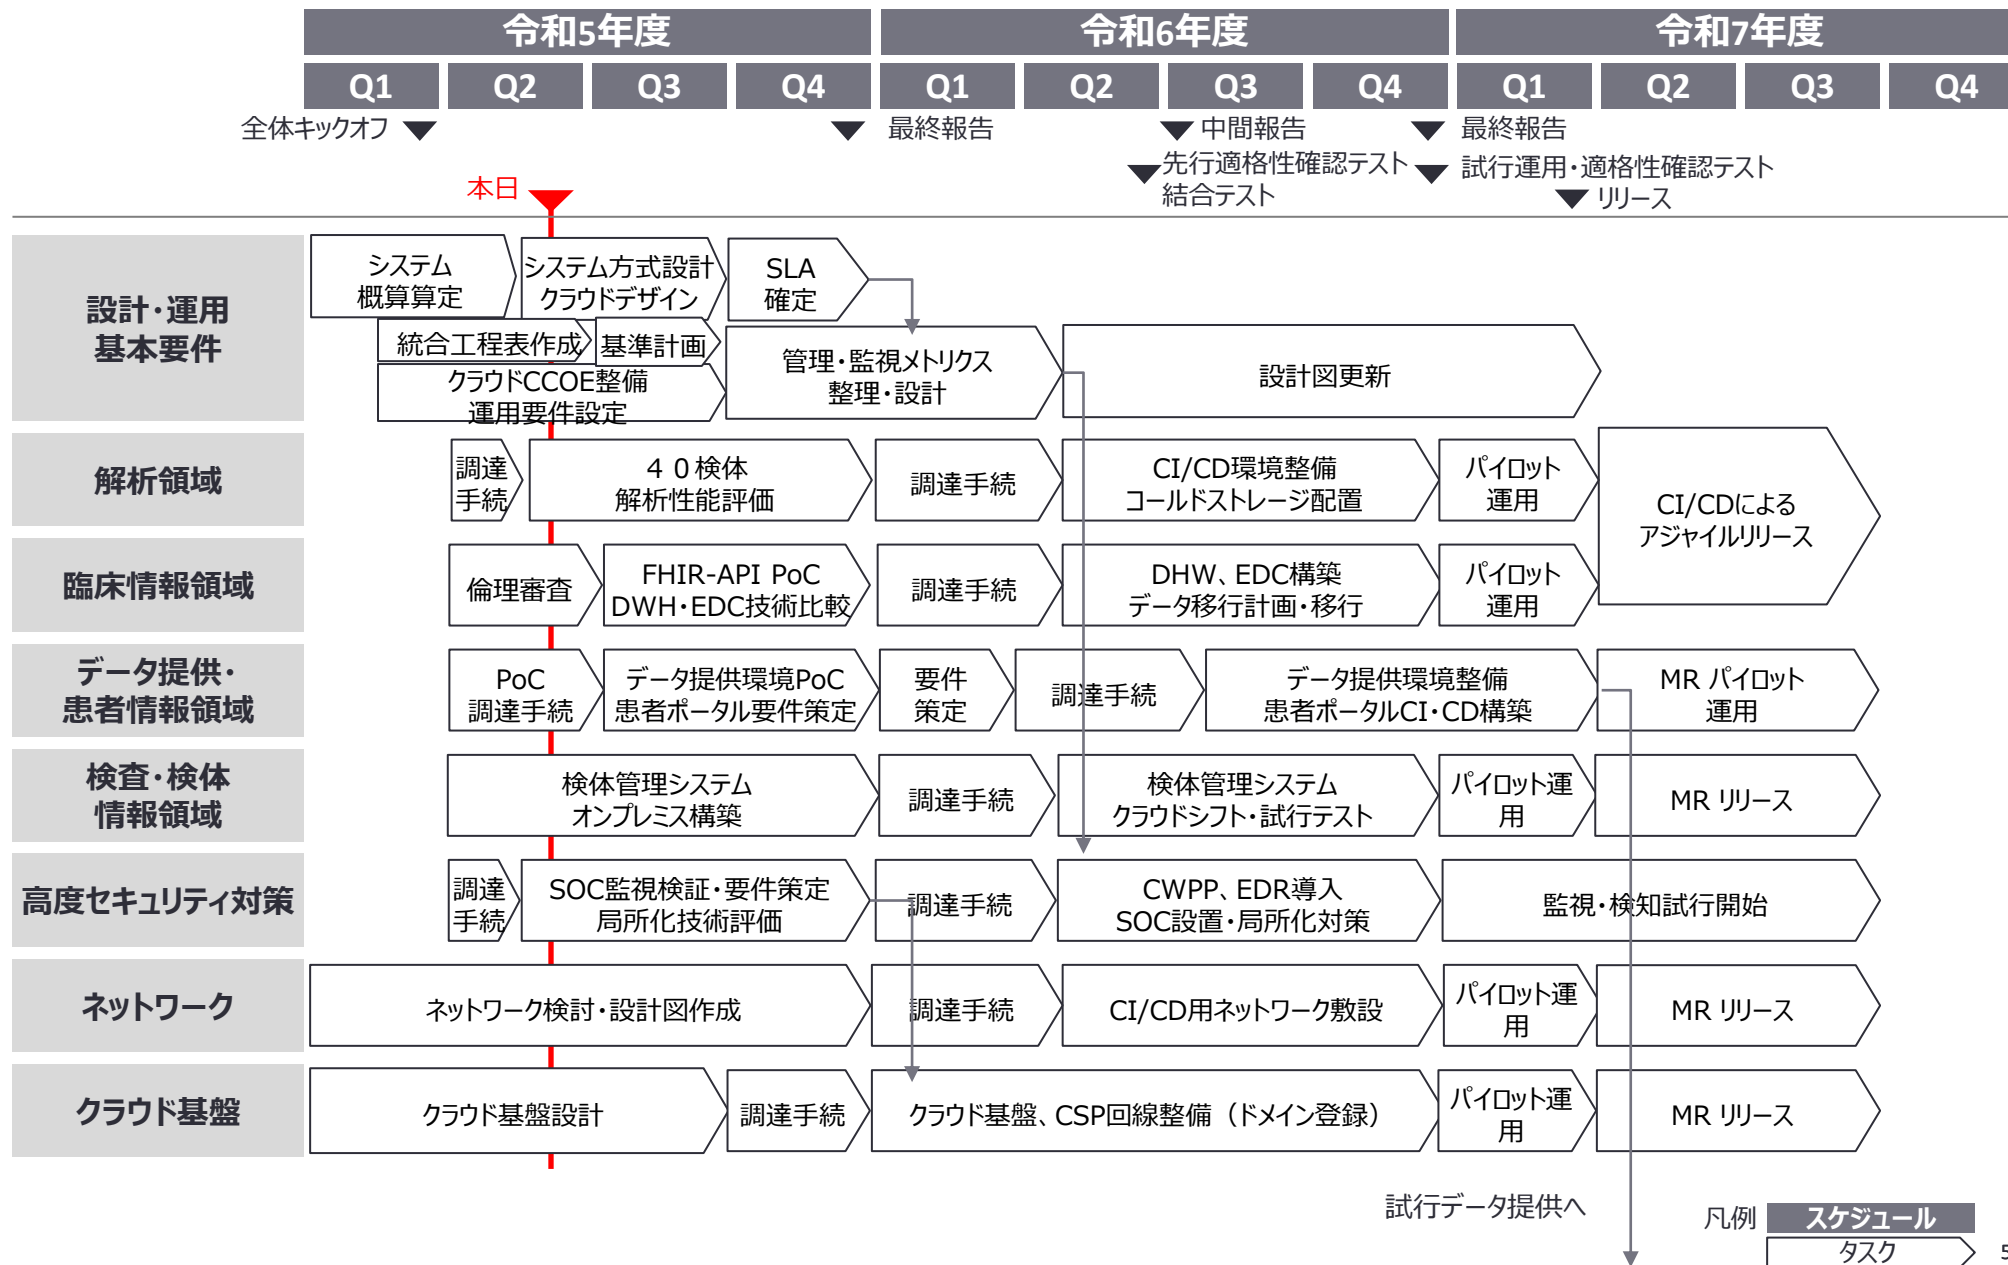 令和5年度
令和6年度
令和7年度
Q1
Q2
Q3
Q4
Q1
Q2
Q3
Q4
Q1
Q2
Q3
Q4
全体キックオフ
最終報告
中間報告
最終報告
先行適格性確認テスト
結合テスト
試行運用・適格性確認テスト
リリース
本日
設計・運用
基本要件
システム
概算算定
システム方式設計
クラウドデザイン
SLA
確定
統合工程表作成
基準計画
クラウドCCOE整備
運用要件設定
管理・監視メトリクス
整理・設計
設計図更新
解析領域
調達
手続
４０検体
解析性能評価
調達手続
CI/CD環境整備
コールドストレージ配置
パイロット
運用
CI/CDによる
アジャイルリリース
臨床情報領域
倫理審査
FHIR-API PoC
DWH・EDC技術比較
調達手続
DHW、EDC構築
データ移行計画・移行
パイロット
運用
データ提供・
患者情報領域
PoC
調達手続
データ提供環境PoC
患者ポータル要件策定
要件
策定
調達手続
データ提供環境整備
患者ポータルCI・CD構築
MR パイロット
運用
検査・検体
情報領域
検体管理システム
オンプレミス構築
調達手続
検体管理システム
クラウドシフト・試行テスト
パイロット運
用
MR リリース
高度セキュリティ対策
調達
手続
SOC監視検証・要件策定
局所化技術評価
調達手続
CWPP、EDR導入
SOC設置・局所化対策
監視・検知試行開始
ネットワーク
ネットワーク検討・設計図作成
調達手続
CI/CD用ネットワーク敷設
パイロット運
用
MR リリース
クラウド基盤
クラウド基盤設計
調達手続
クラウド基盤、CSP回線整備（ドメイン登録）
パイロット運
用
MR リリース
試行データ提供へ
凡例
スケジュール
タスク
5